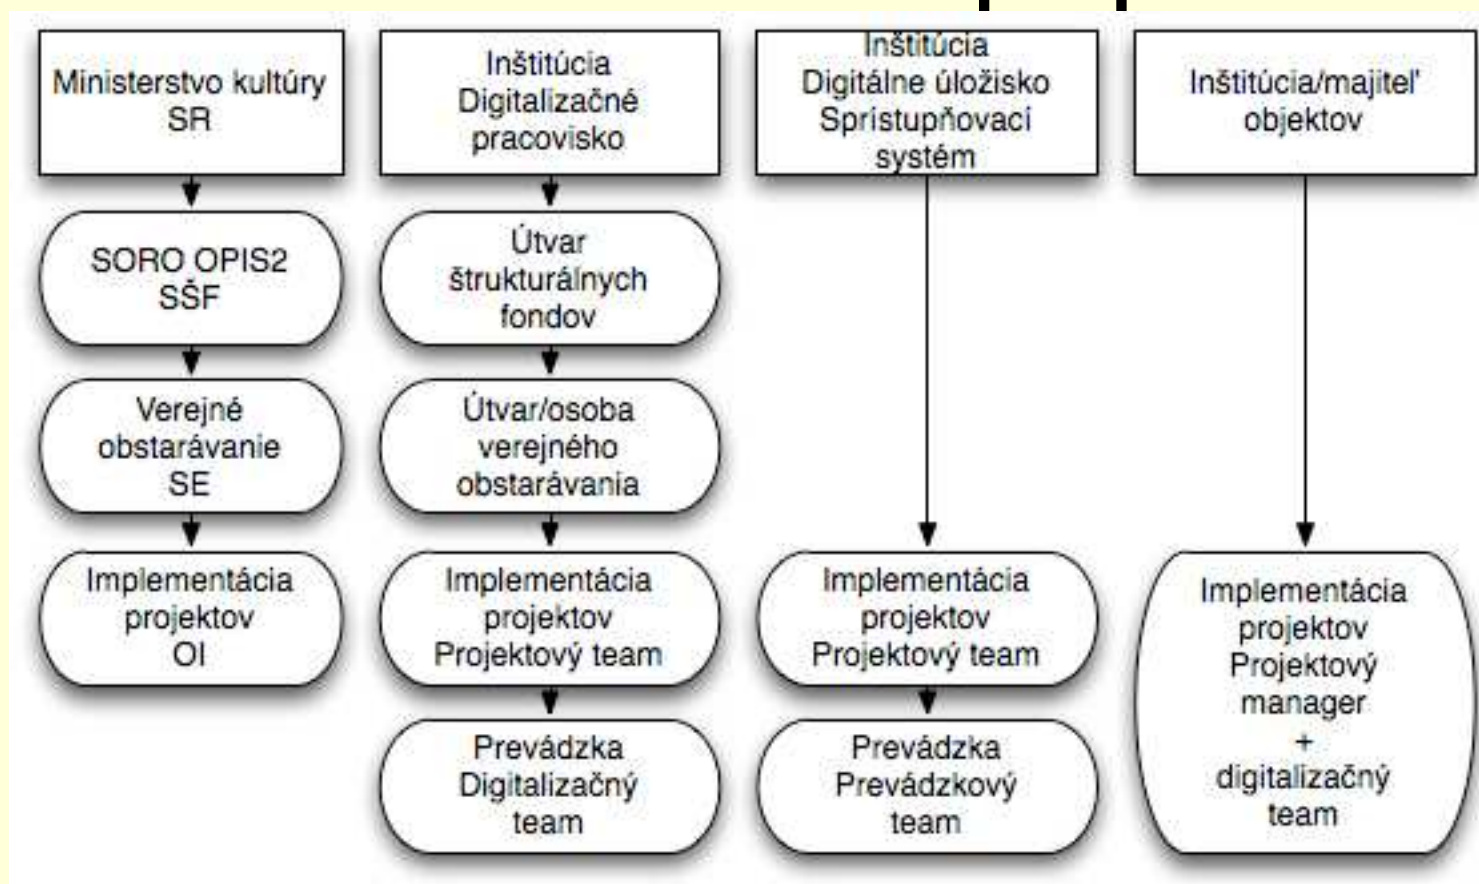 Ministerstvo kultúry
SR
SORO OPIS2
SŠF
Verejné
obstarávanie
SE
Implementácia
projektov
OI
Inštitúcia
Digitalizačné
pracovisko
Útvar
štrukturálnych
fondov
Útvar/osoba
verejného
obstarávania
Implementácia
projektov
Projektový team
Prevádzka
Digitalizačný
team
Inštitúcia
Digitálne úložisko
Sprístupňovací
systém
Implementácia
projektov
Projektový team
Prevádzka
Prevádzkový
team
Inštitúcia/majiteľ
objektov
Implementácia
projektov
Projektový
manager
+
digitalizačný
team